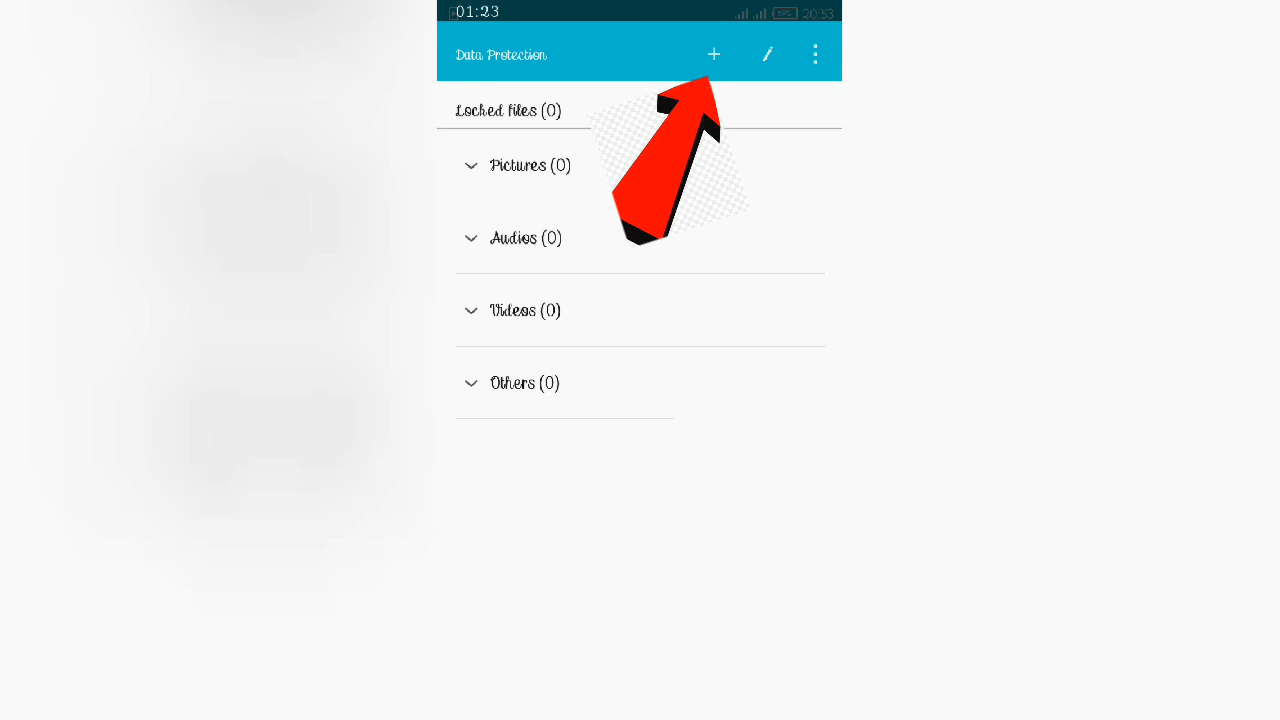 01:23
20:53
Data Protection
Locked files (0)
Pictures (0)
Audios (0)
Videos (0)
Others (0)